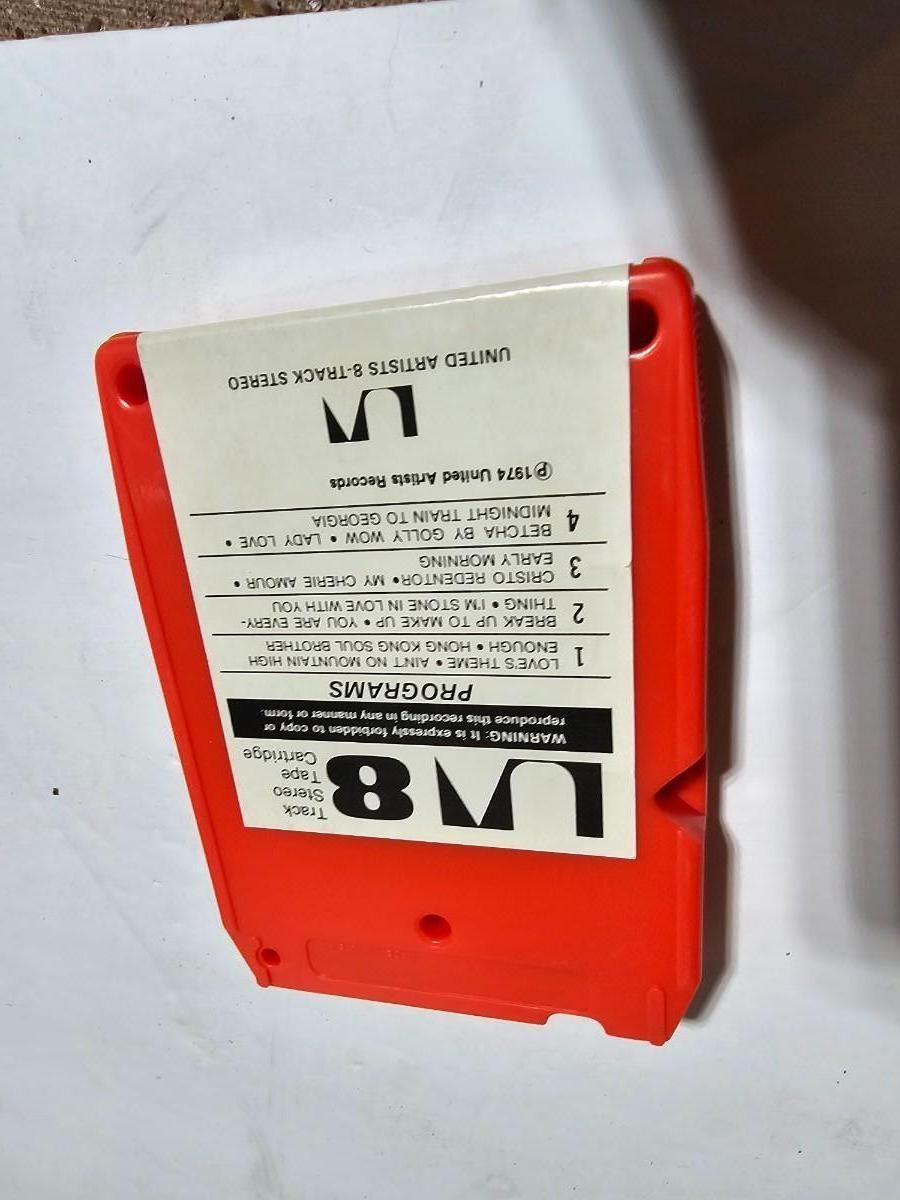 UA 8 Track
Stereo
Tape
Cartridge
WARNING: It is expressly forbidden to copy or
reproduce this recording in any manner or form.
PROGRAMS
1 LOVE'S THEME • AIN'T NO MOUNTAIN HIGH
ENOUGH • HONG KONG SOUL BROTHER
2 BREAK UP TO MAKE UP • YOU ARE EVERY-
THING • I'M STONE IN LOVE WITH YOU
3 CRISTO REDENTOR • MY CHERIE AMOUR •
EARLY MORNING
4 BETCHA BY GOLLY WOW • LADY LOVE •
MIDNIGHT TRAIN TO GEORGIA
℗ 1974 United Artists Records
UA
UNITED ARTISTS 8-TRACK STEREO